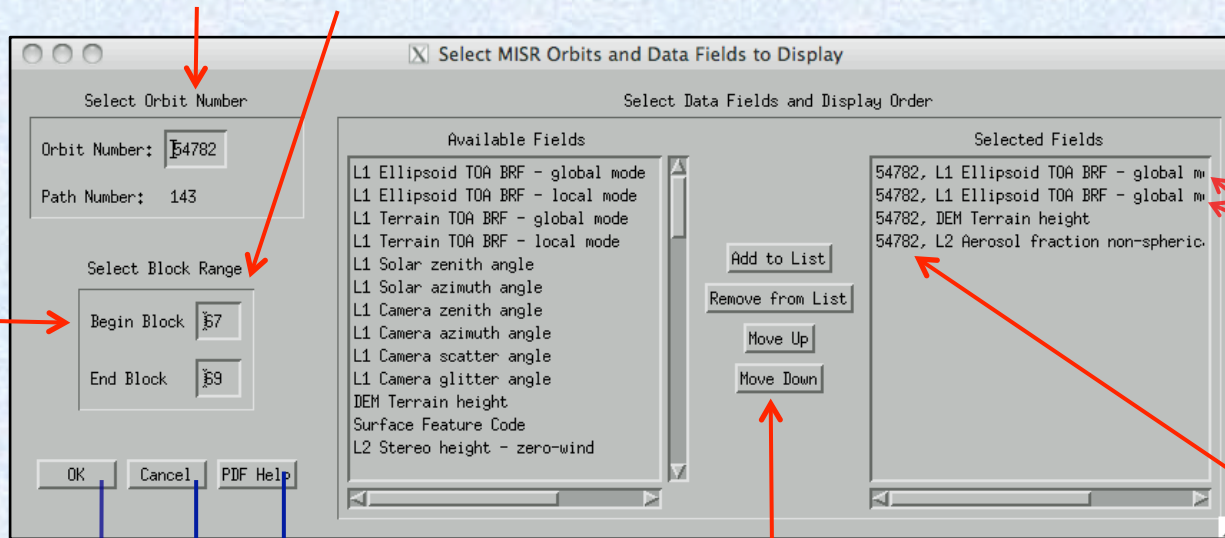 Select MISR Orbits and Data Fields to Display
Select Orbit Number
Orbit Number: 54782
Path Number: 143
Select Block Range
Begin Block 67
End Block 69
OK Cancel PDF Help
Select Data Fields and Display Order
Available Fields
L1 Ellipsoid TOA BRF - global mode
L1 Ellipsoid TOA BRF - local mode
L1 Terrain TOA BRF - global mode
L1 Terrain TOA BRF - local mode
L1 Solar zenith angle
L1 Solar azimuth angle
L1 Camera zenith angle
L1 Camera azimuth angle
L1 Camera scatter angle
L1 Camera glitter angle
DEM Terrain height
Surface Feature Code
L2 Stereo height - zero-wind
Add to List
Remove from List
Move Up
Move Down
Selected Fields
54782, L1 Ellipsoid TOA BRF - global m
54782, L1 Ellipsoid TOA BRF - global m
54782, DEM Terrain height
54782, L2 Aerosol fraction non-spheric